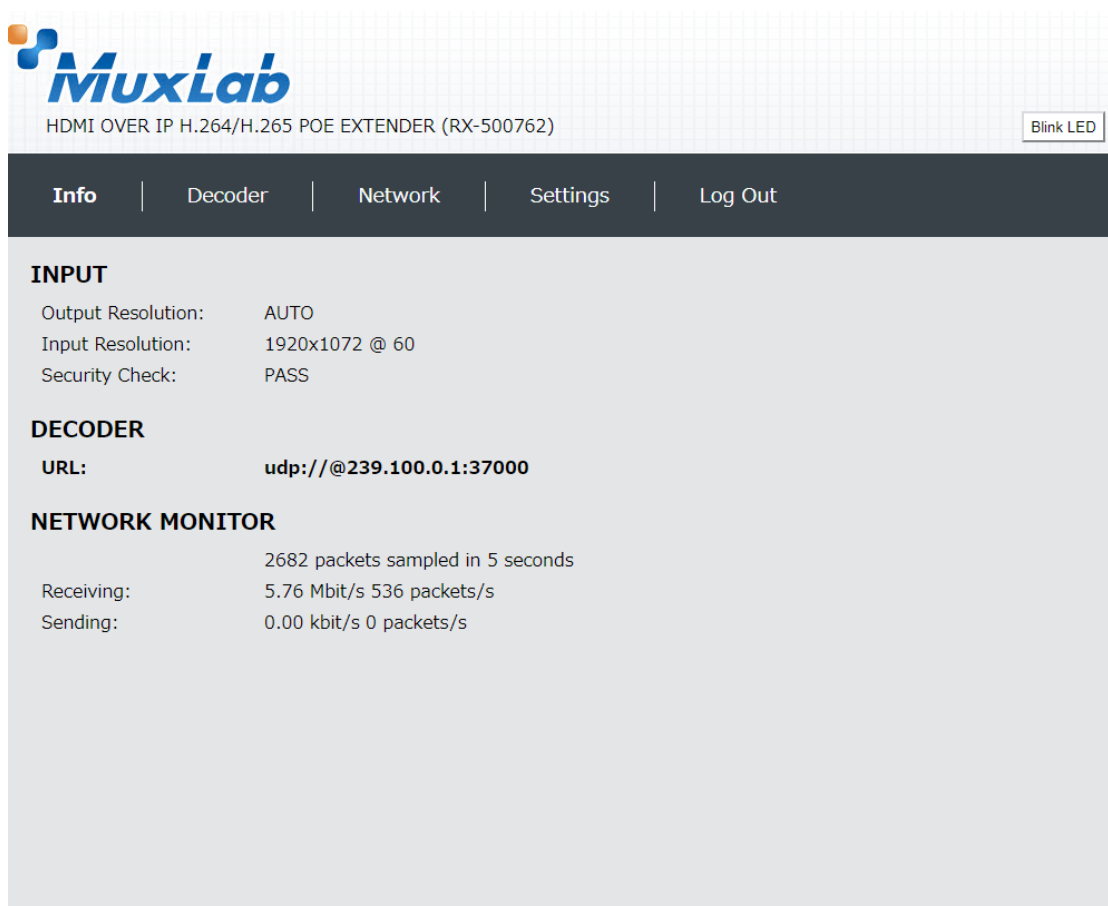 MuxLab
HDMI OVER IP H.264/H.265 POE EXTENDER (RX-500762)
Blink LED
Info Decoder Network Settings Log Out
INPUT
Output Resolution: AUTO
Input Resolution: 1920x1072 @ 60
Security Check: PASS
DECODER
URL: udp://@239.100.0.1:37000
NETWORK MONITOR
2682 packets sampled in 5 seconds
Receiving: 5.76 Mbit/s 536 packets/s
Sending: 0.00 kbit/s 0 packets/s